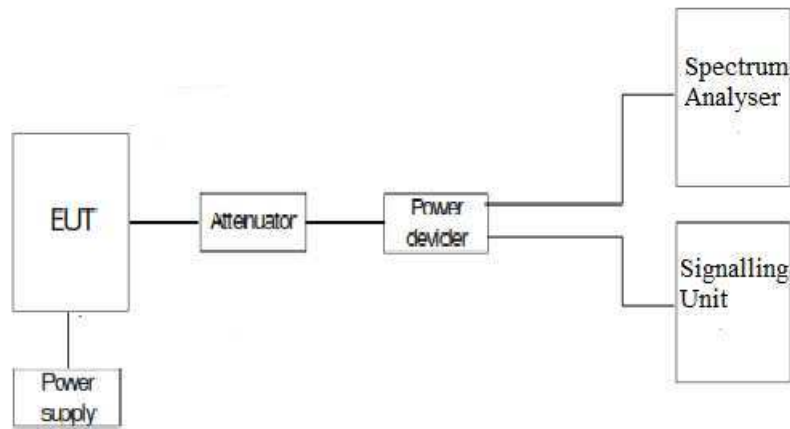 Spectrum
Analyser
EUT
Attenuator
Power
devider
Signalling
Unit
Power
supply